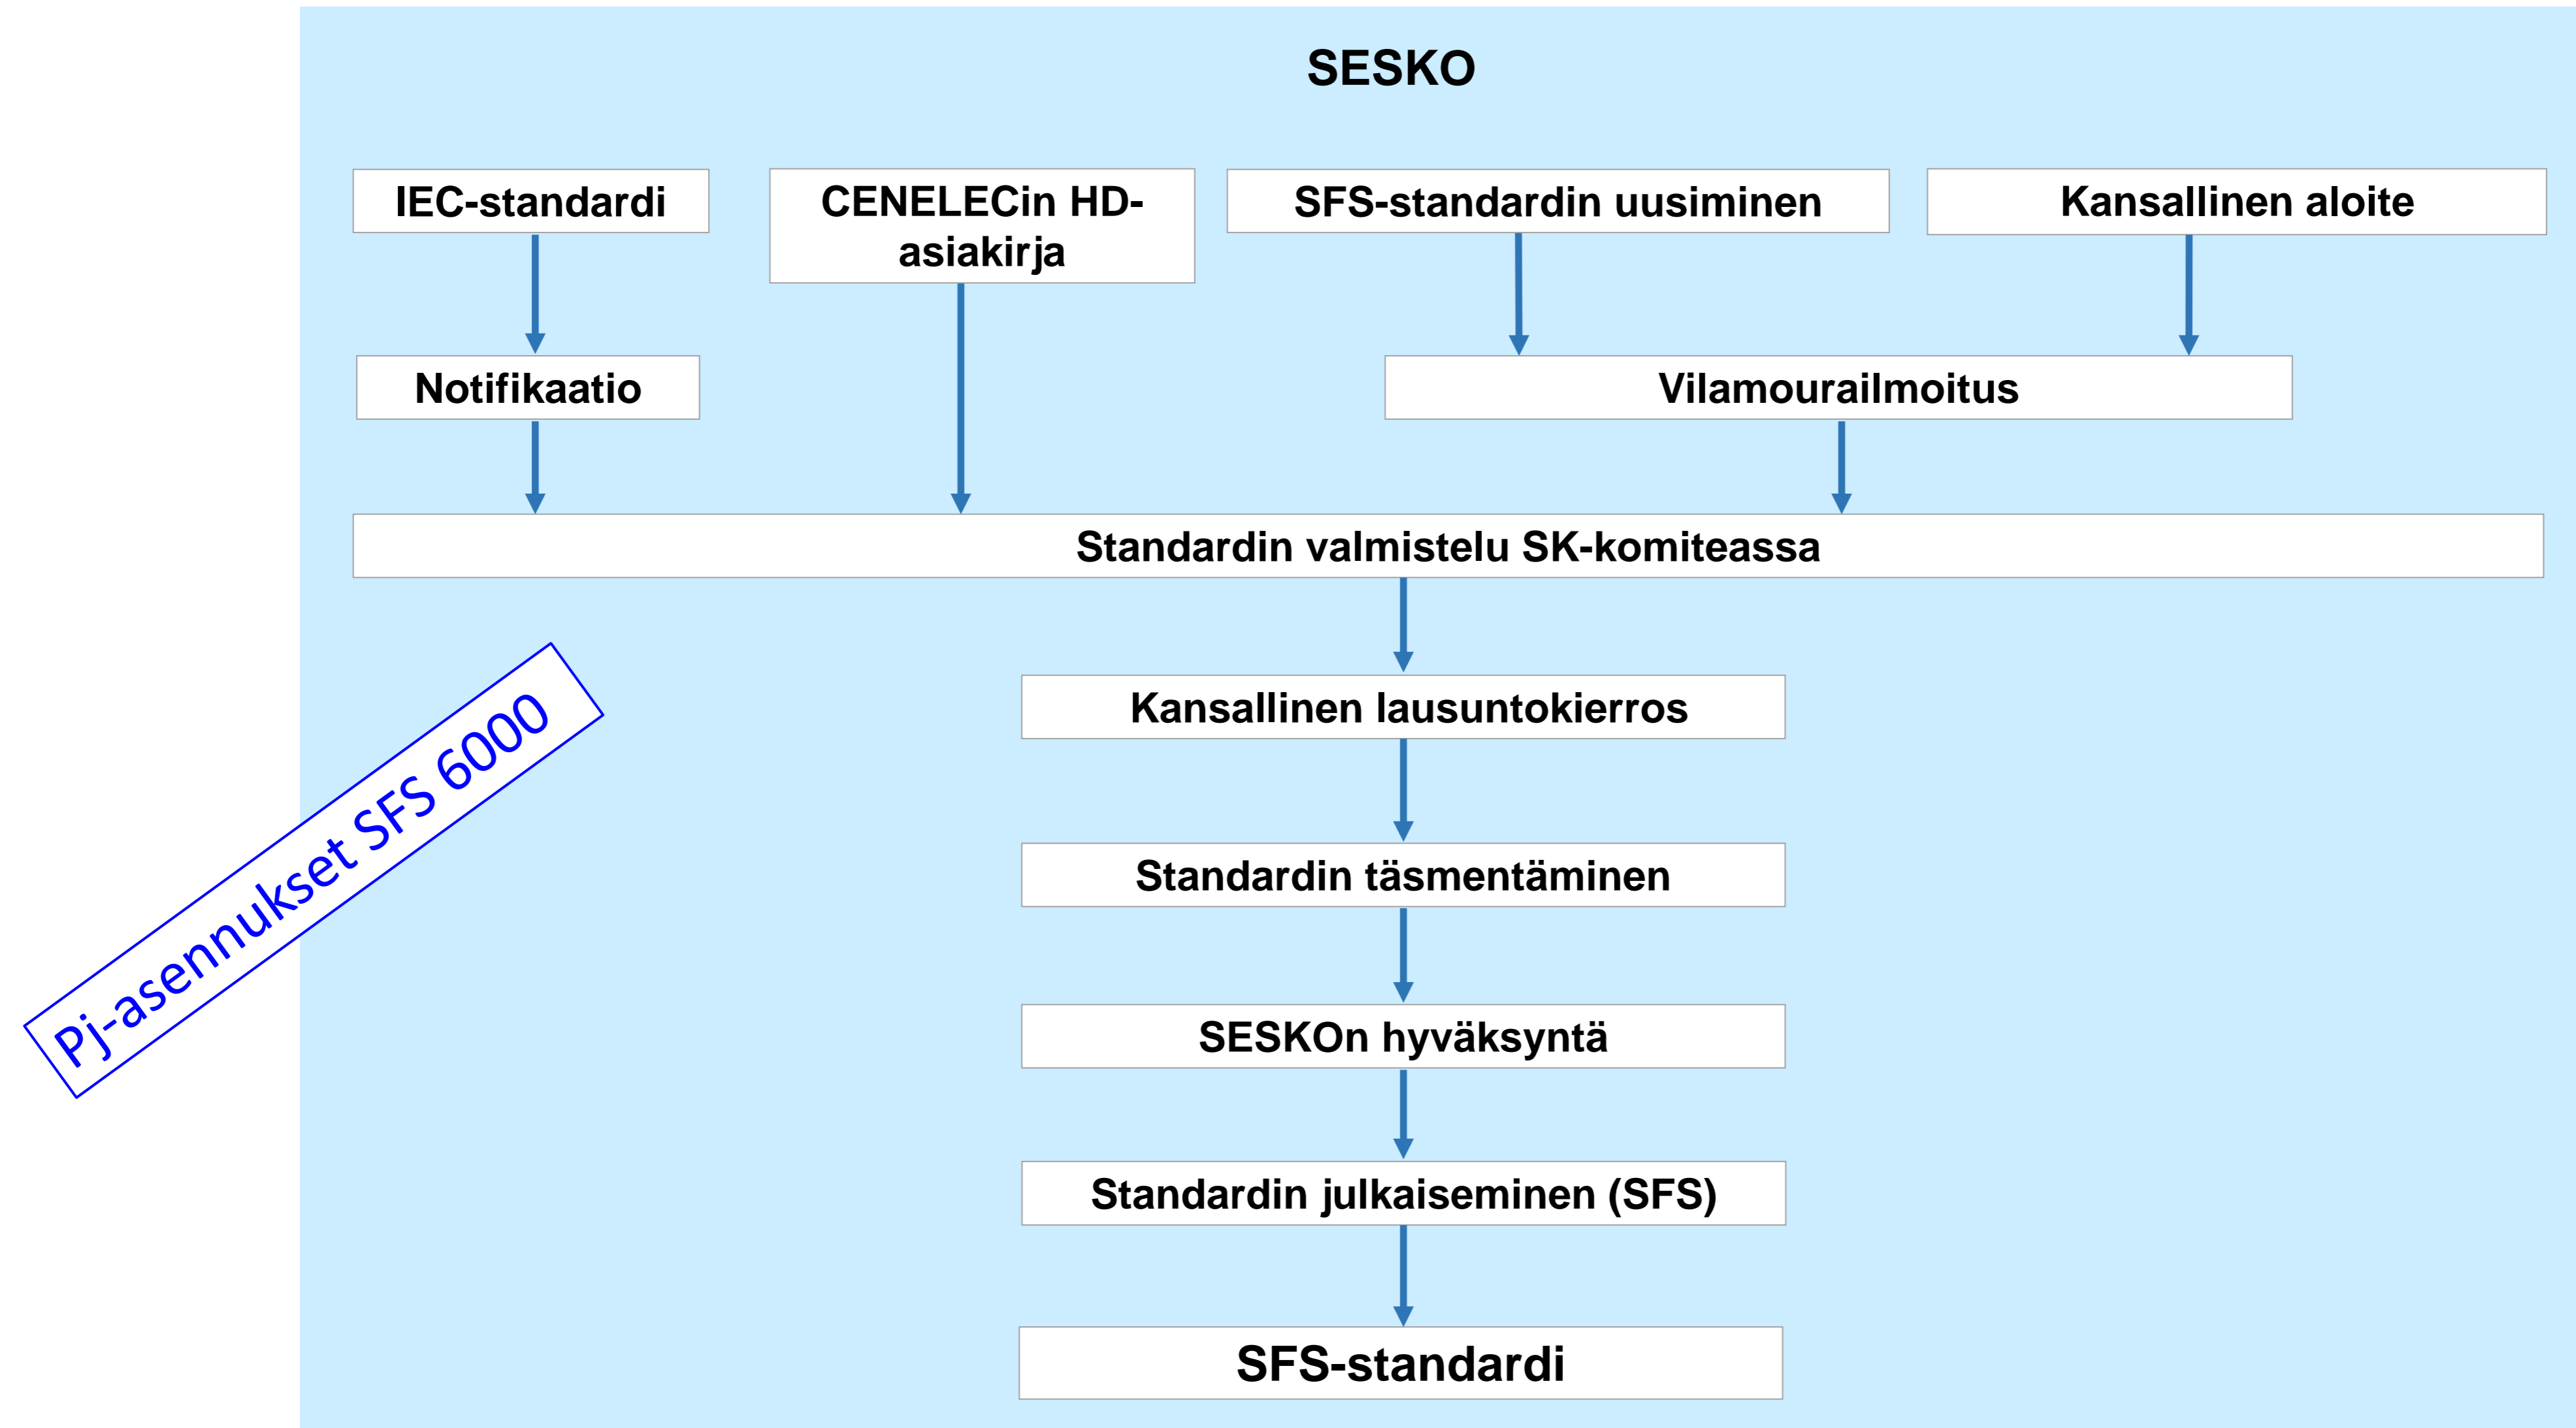 SESKO
IEC-standardi
CENELECin HD-
asiakirja
SFS-standardin uusiminen
Kansallinen aloite
Notifikaatio
Vilamourailmoitus
Standardin valmistelu SK-komiteassa
Kansallinen lausuntokierros
Pj-asennukset SFS 6000
Standardin täsmentäminen
SESKOn hyväksyntä
Standardin julkaiseminen (SFS)
SFS-standardi